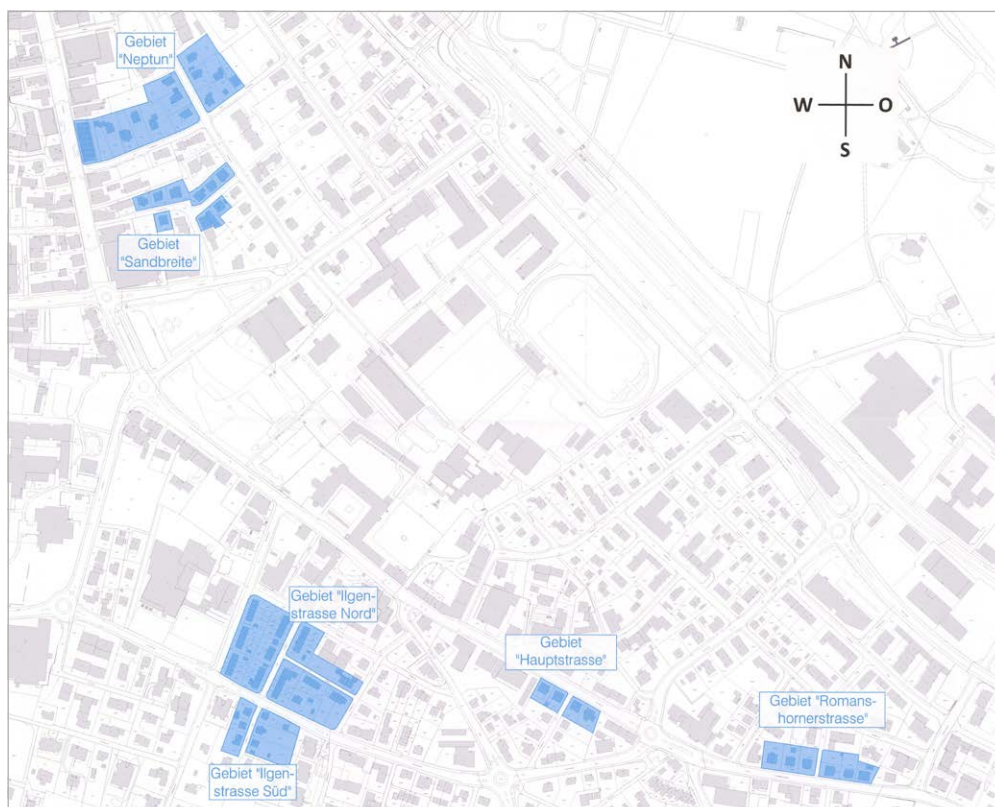 Gebiet
"Neptun"
N
W O
S
Gebiet
"Sandbreite"
Gebiet "Ilgen-
strasse Nord"
Gebiet
"Hauptstrasse"
Gebiet "Romans-
hornerstrasse"
Gebiet "Ilgen-
strasse Süd"